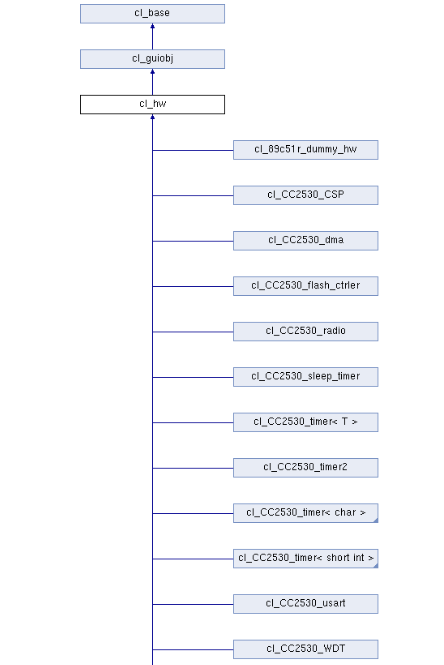 cl_base
cl_guiobj
cl_hw
cl_89c51r_dummy_hw
cl_CC2530_CSP
cl_CC2530_dma
cl_CC2530_flash_ctrler
cl_CC2530_radio
cl_CC2530_sleep_timer
cl_CC2530_timer< T >
cl_CC2530_timer2
cl_CC2530_timer< char >
cl_CC2530_timer< short int >
cl_CC2530_usart
cl_CC2530_WDT